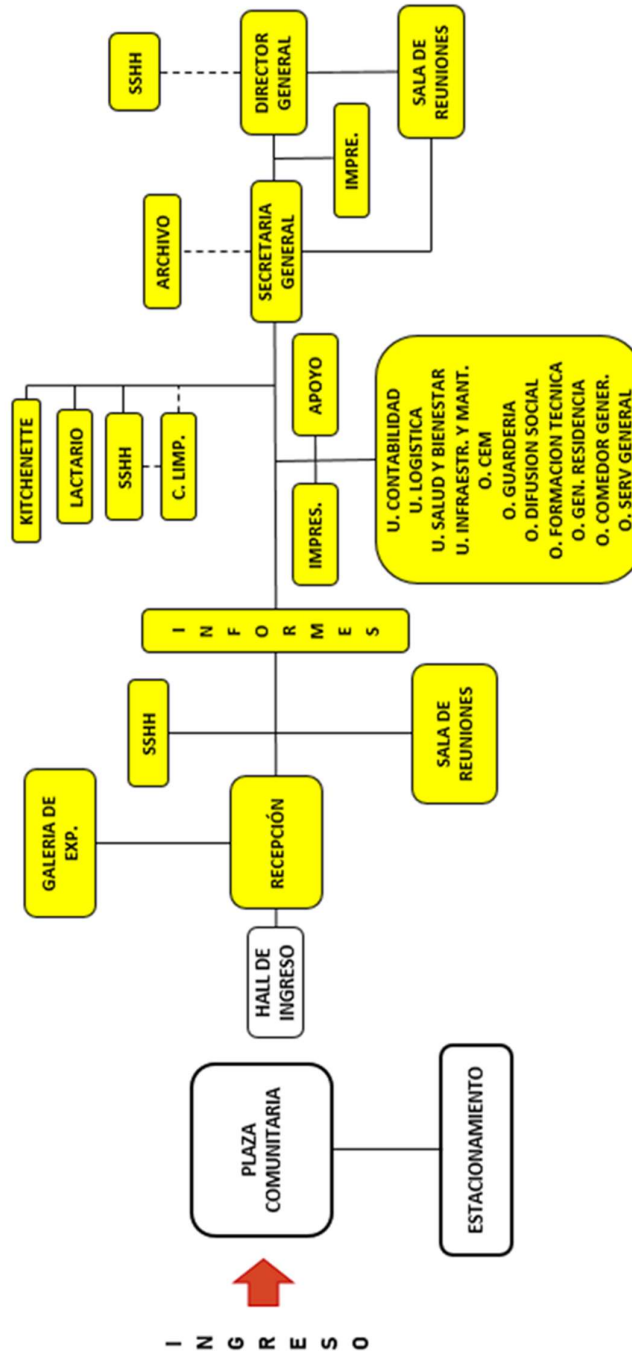 INGRESO
PLAZA
COMUNITARIA
ESTACIONAMIENTO
HALL DE
INGRESO
GALERIA DE
EXP.
RECEPCIÓN
SSHH
SALA DE
REUNIONES
INFORMES
KITCHENETTE
LACTARIO
SSHH
C. LIMP.
IMPRES.
APOYO
U. CONTABILIDAD
U. LOGISTICA
U. SALUD Y BIENESTAR
U. INFRAESTR. Y MANT.
O. CEM
O. GUARDERIA
O. DIFUSION SOCIAL
O. FORMACION TECNICA
O. GEN. RESIDENCIA
O. COMEDOR GENER.
O. SERV GENERAL
ARCHIVO
SECRETARIA
GENERAL
IMPRE.
SSHH
DIRECTOR
GENERAL
SALA DE
REUNIONES